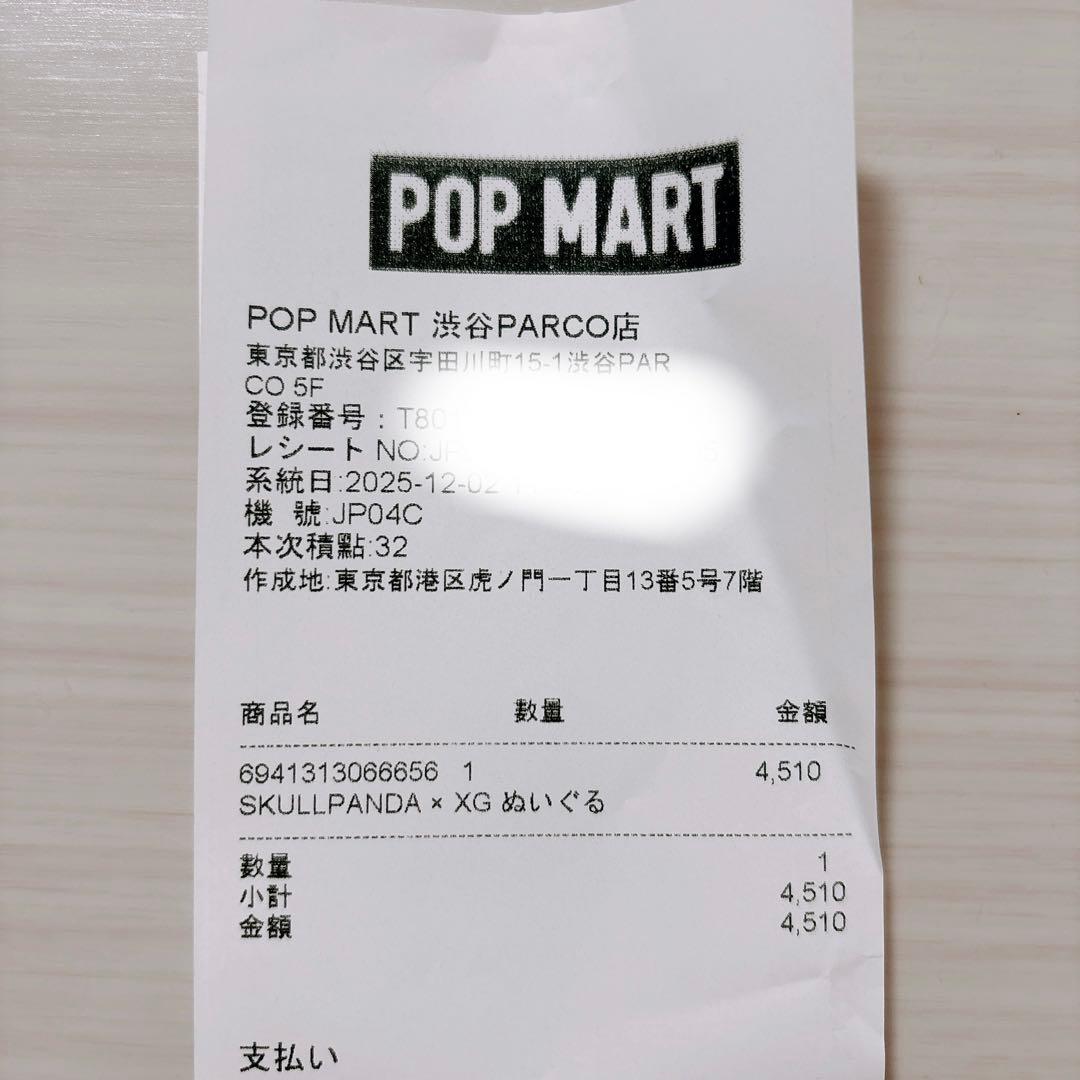 POP MART
POP MART 渋谷PARCO店
東京都渋谷区宇田川町15-1渋谷PAR
CO 5F
登録番号：T80
レシート NO:JP
系統日:2025-12-02
機 號:JP04C
本次積點:32
作成地:東京都港区虎ノ門一丁目13番5号7階
商品名 数量 金額
6941313066656 1 4,510
SKULLPANDA × XG ぬいぐる
数量 1
小計 4,510
金額 4,510
支払い